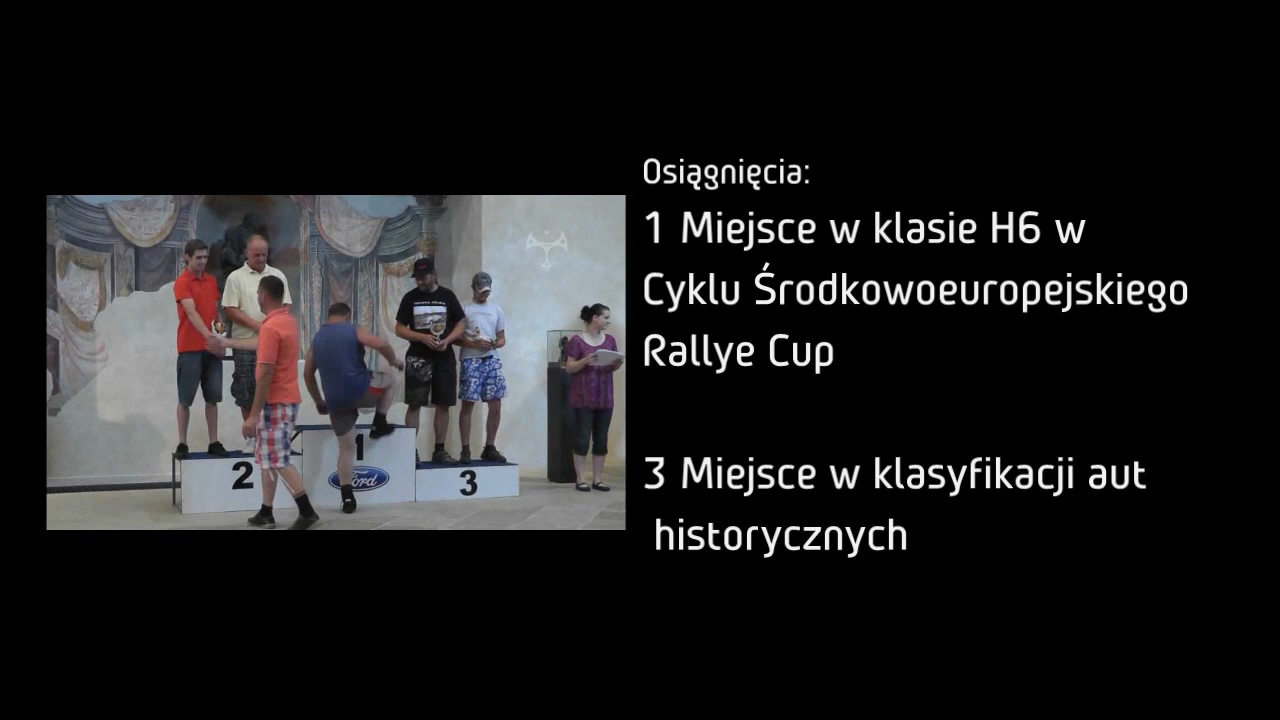 Osiągnięcia:
1 Miejsce w klasie H6 w
Cyklu Środkowoeuropejskiego
Rallye Cup
3 Miejsce w klasyfikacji aut
historycznych
2
1
Ford
3